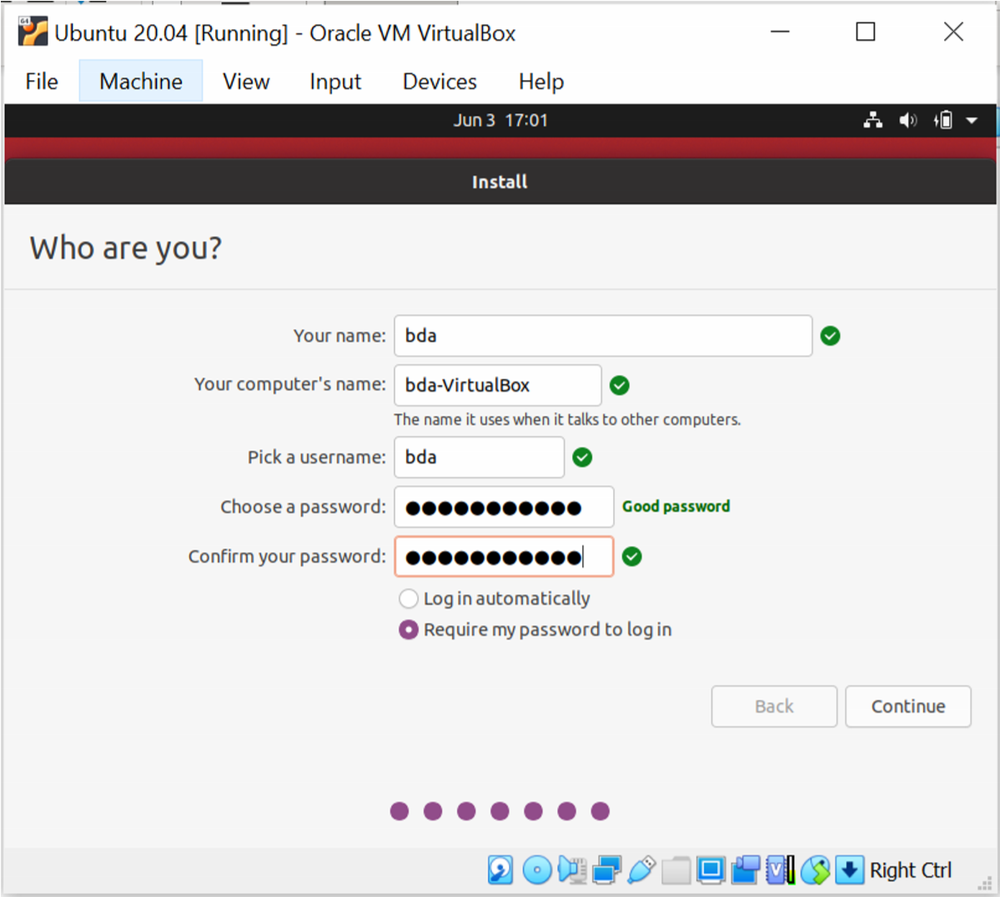 64
Ubuntu 20.04 [Running] - Oracle VM VirtualBox
File Machine View Input Devices Help
Jun 3 17:01
Install
Who are you?
Your name: bda
Your computer's name: bda-VirtualBox
The name it uses when it talks to other computers.
Pick a username: bda
Choose a password: ●●●●●●●●●●● Good password
Confirm your password: ●●●●●●●●●●●
Log in automatically
Require my password to log in
Back Continue
V Right Ctrl